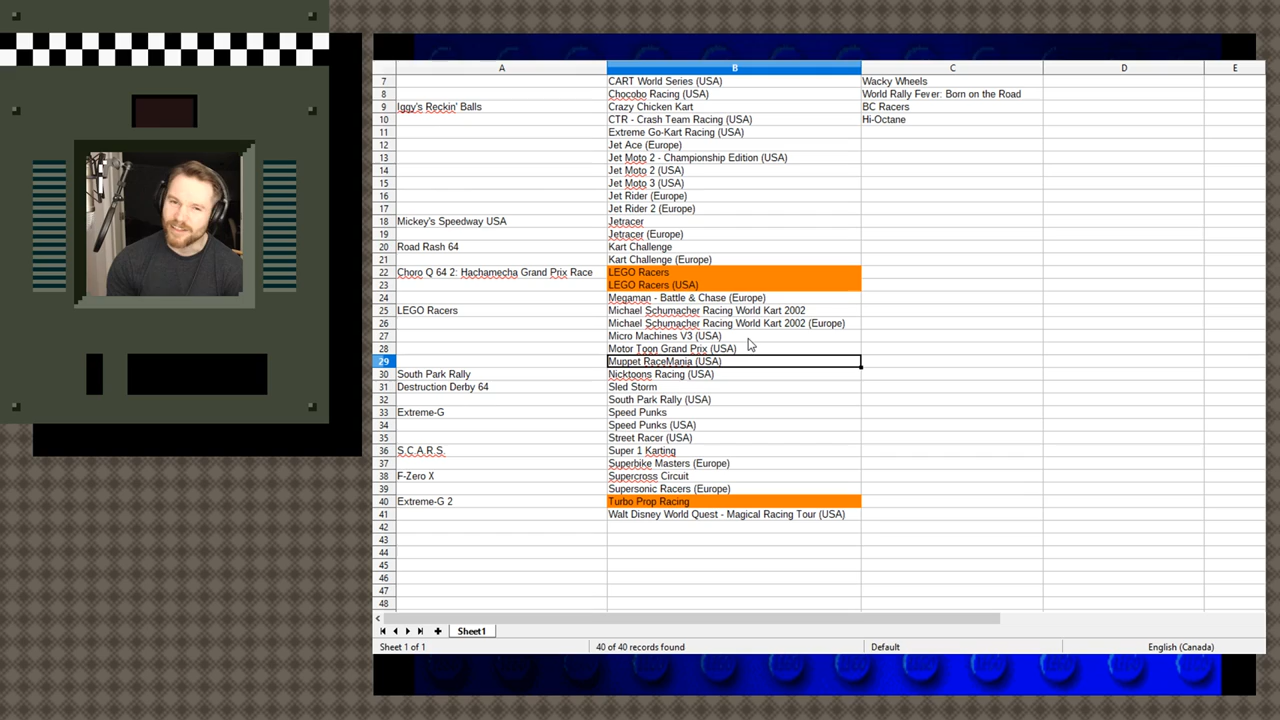 A B C D E
7 CART World Series (USA) Wacky Wheels
8 Chocobo Racing (USA) World Rally Fever: Born on the Road
9 Iggy's Reckin' Balls Crazy Chicken Kart BC Racers
10 CTR - Crash Team Racing (USA) Hi-Octane
11 Extreme Go-Kart Racing (USA)
12 Jet Ace (Europe)
13 Jet Moto 2 - Championship Edition (USA)
14 Jet Moto 2 (USA)
15 Jet Moto 3 (USA)
16 Jet Rider (Europe)
17 Jet Rider 2 (Europe)
18 Mickey's Speedway USA Jetracer
19 Jetracer (Europe)
20 Road Rash 64 Kart Challenge
21 Kart Challenge (Europe)
22 Choro Q 64 2: Hachamecha Grand Prix Race LEGO Racers
23 LEGO Racers (USA)
24 Megaman - Battle & Chase (Europe)
25 LEGO Racers Michael Schumacher Racing World Kart 2002
26 Michael Schumacher Racing World Kart 2002 (Europe)
27 Micro Machines V3 (USA)
28 Motor Toon Grand Prix (USA)
29 Muppet RaceMania (USA)
30 South Park Rally Nicktoons Racing (USA)
31 Destruction Derby 64 Sled Storm
32 South Park Rally (USA)
33 Extreme-G Speed Punks
34 Speed Punks (USA)
35 Street Racer (USA)
36 S.C.A.R.S. Super 1 Karting
37 Superbike Masters (Europe)
38 F-Zero X Supercross Circuit
39 Supersonic Racers (Europe)
40 Extreme-G 2 Turbo Prop Racing
41 Walt Disney World Quest - Magical Racing Tour (USA)
42
43
44
45
46
47
48
Sheet1
Sheet 1 of 1 40 of 40 records found Default English (Canada)